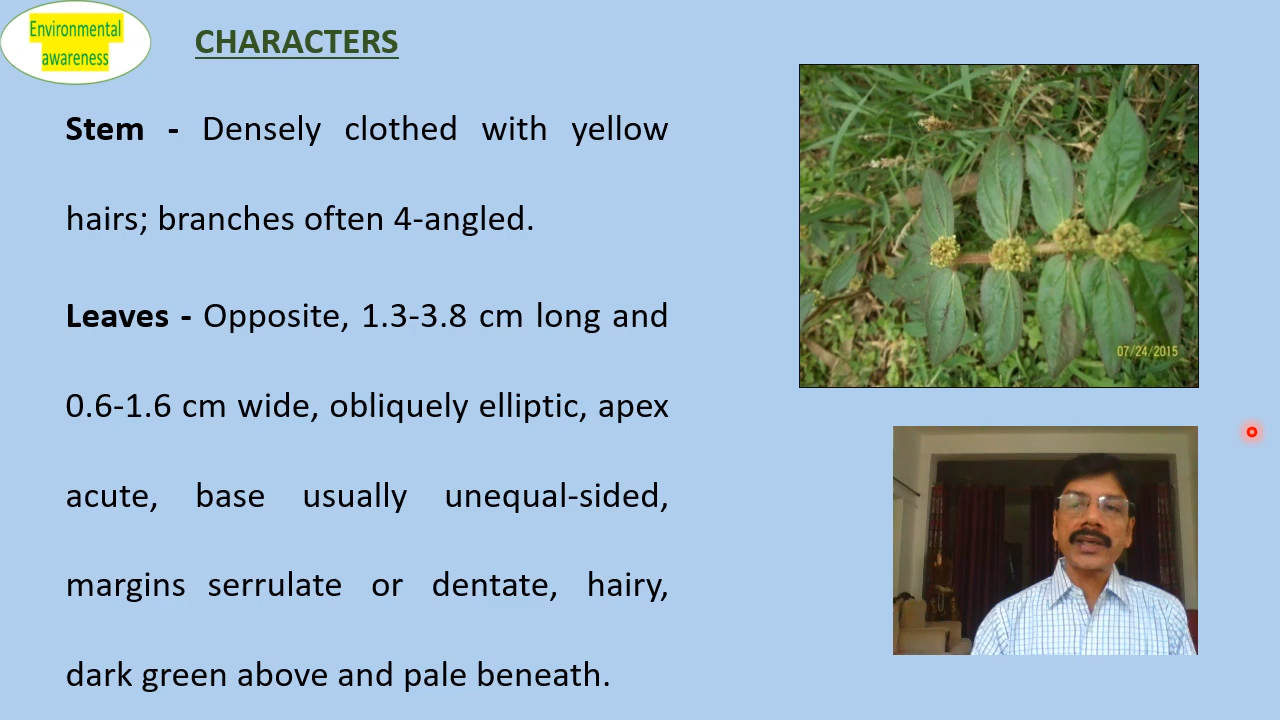 Environmental
awareness
CHARACTERS
Stem - Densely clothed with yellow
hairs; branches often 4-angled.
Leaves - Opposite, 1.3-3.8 cm long and
0.6-1.6 cm wide, obliquely elliptic, apex
acute, base usually unequal-sided,
margins serrulate or dentate, hairy,
dark green above and pale beneath.
07/24/2015